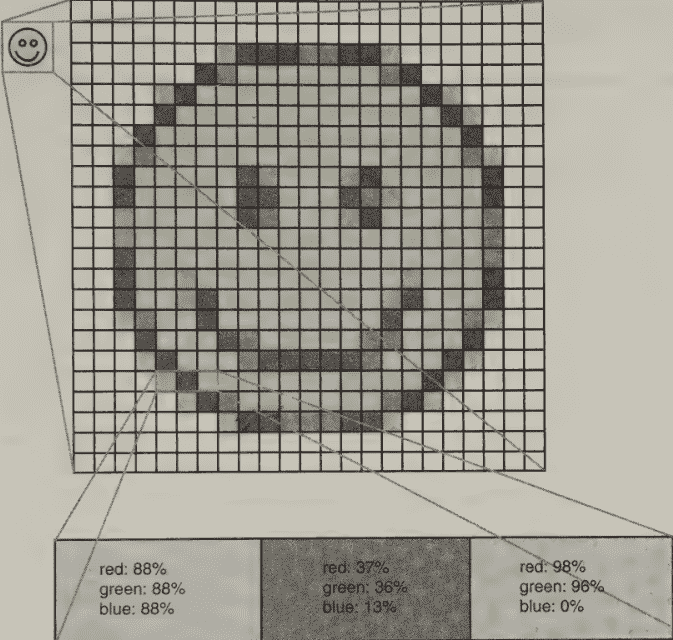 red: 88%
green: 88%
blue: 88%
red: 37%
green: 36%
blue: 13%
red: 98%
green: 96%
blue: 0%